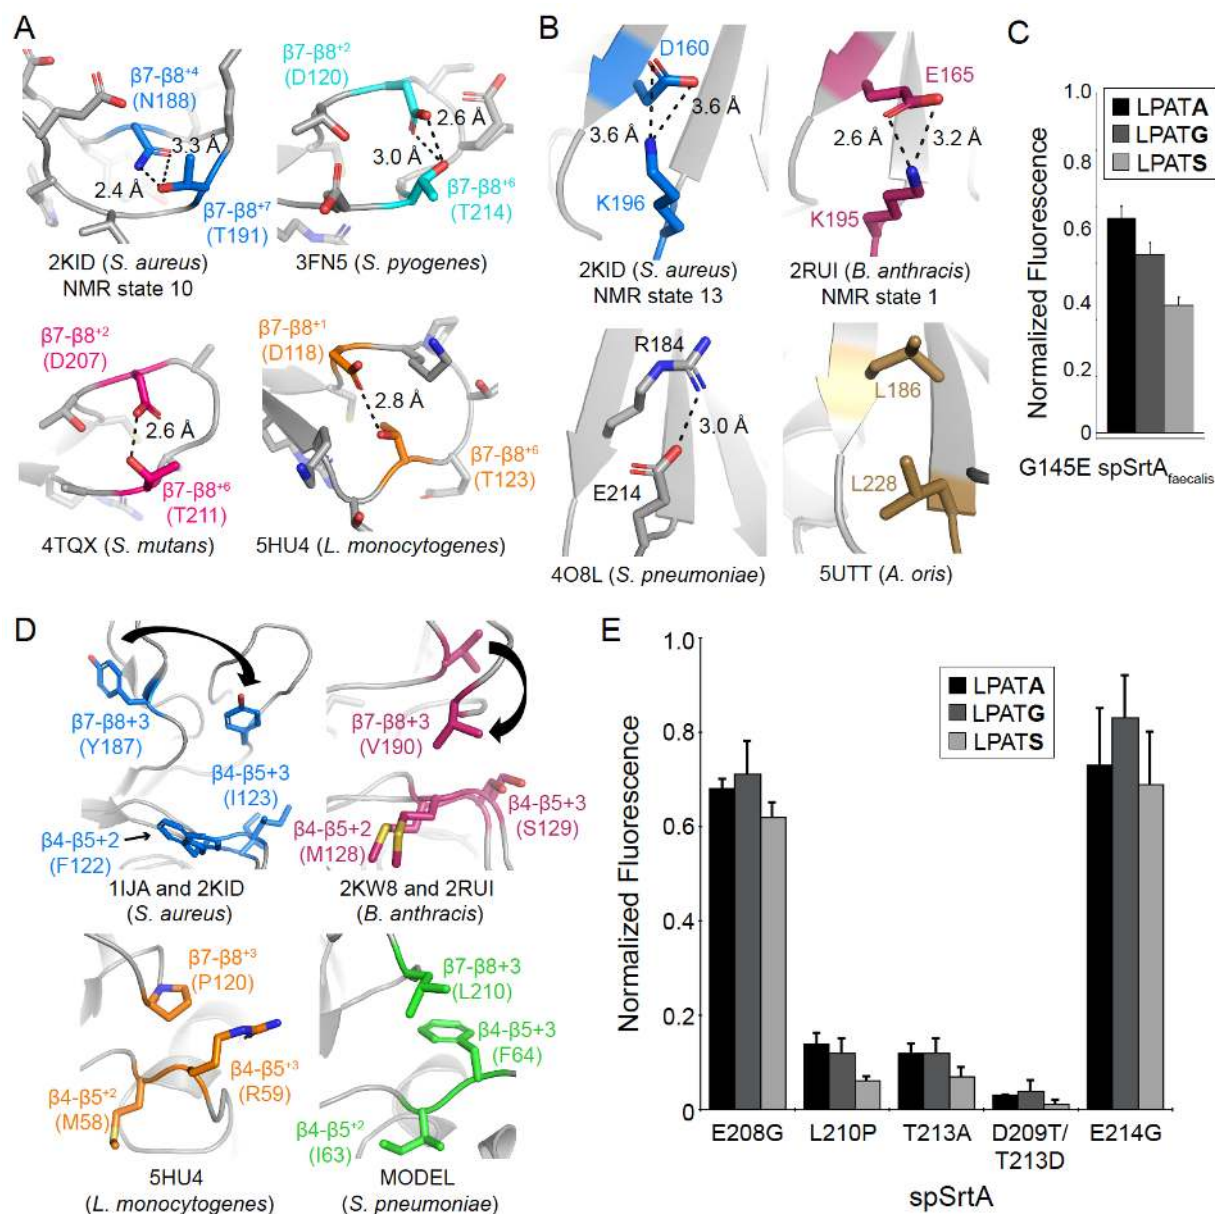 A
β7-β8+4
(N188)
3.3 Å
2.4 Å
β7-β8+7
(T191)
2KID (S. aureus)
NMR state 10
β7-β8+2
(D120)
2.6 Å
3.0 Å
β7-β8+6
(T214)
3FN5 (S. pyogenes)
β7-β8+2
(D207)
2.6 Å
β7-β8+6
(T211)
4TQX (S. mutans)
β7-β8+1
(D118)
2.8 Å
β7-β8+6
(T123)
5HU4 (L. monocytogenes)
B
D160
3.6 Å
3.6 Å
K196
2KID (S. aureus)
NMR state 13
E165
2.6 Å
3.2 Å
K195
2RUI (B. anthracis)
NMR state 1
R184
3.0 Å
E214
4O8L (S. pneumoniae)
L186
L228
5UTT (A. oris)
C
Normalized Fluorescence
1.0
0.8
0.6
0.4
0.2
0
LPATA
LPATG
LPATS
G145E spSrtAfaecalis
D
β7-β8+3
(Y187)
β4-β5+3
(I123)
β4-β5+2
(F122)
1IJA and 2KID
(S. aureus)
β7-β8+3
(V190)
β4-β5+3
(S129)
β4-β5+2
(M128)
2KW8 and 2RUI
(B. anthracis)
β7-β8+3
(P120)
β4-β5+3
(R59)
β4-β5+2
(M58)
5HU4
(L. monocytogenes)
β7-β8+3
(L210)
β4-β5+3
(F64)
β4-β5+2
(I63)
MODEL
(S. pneumoniae)
E
Normalized Fluorescence
1.0
0.8
0.6
0.4
0.2
0
LPATA
LPATG
LPATS
E208G
L210P
T213A
D209T/
T213D
E214G
spSrtA